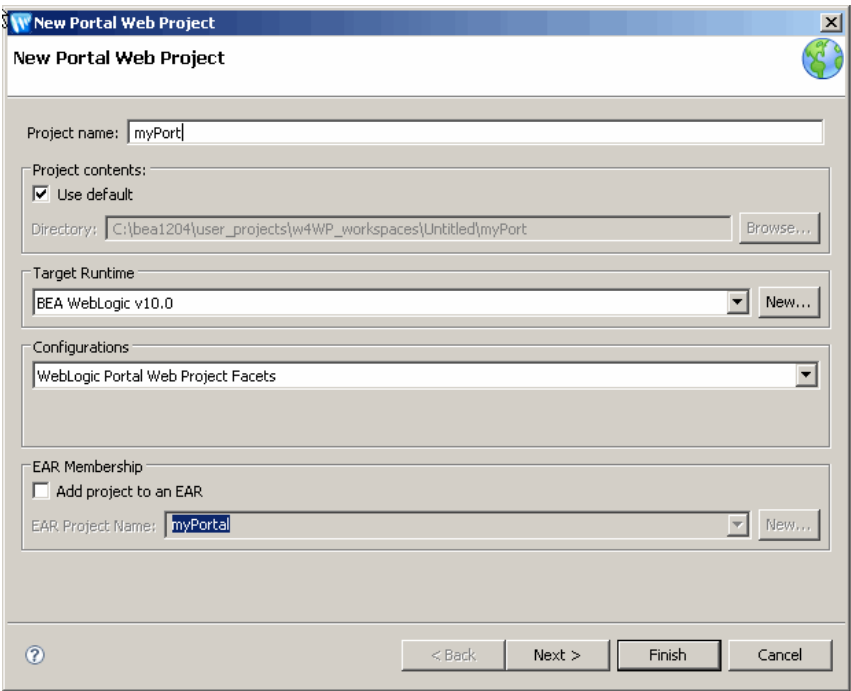 New Portal Web Project
New Portal Web Project
Project name: myPort
Project contents:
Use default
Directory: C:\bea1204\user_projects\w4WP_workspaces\Untitled\myPort Browse...
Target Runtime
BEA WebLogic v10.0 New...
Configurations
WebLogic Portal Web Project Facets
EAR Membership
Add project to an EAR
EAR Project Name: myPortal New...
< Back Next > Finish Cancel